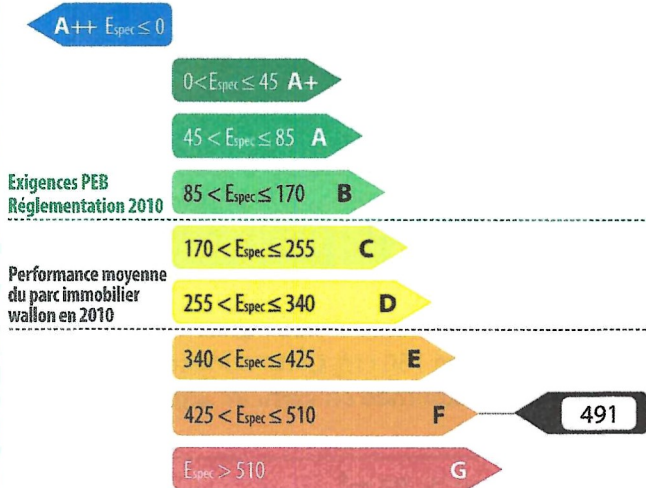 A++ Espec ≤ 0
0 < Espec ≤ 45 A+
45 < Espec ≤ 85 A
Exigences PEB
Réglementation 2010
85 < Espec ≤ 170 B
170 < Espec ≤ 255 C
Performance moyenne
du parc immobilier
wallon en 2010
255 < Espec ≤ 340 D
340 < Espec ≤ 425 E
425 < Espec ≤ 510 F 491
Espec > 510 G